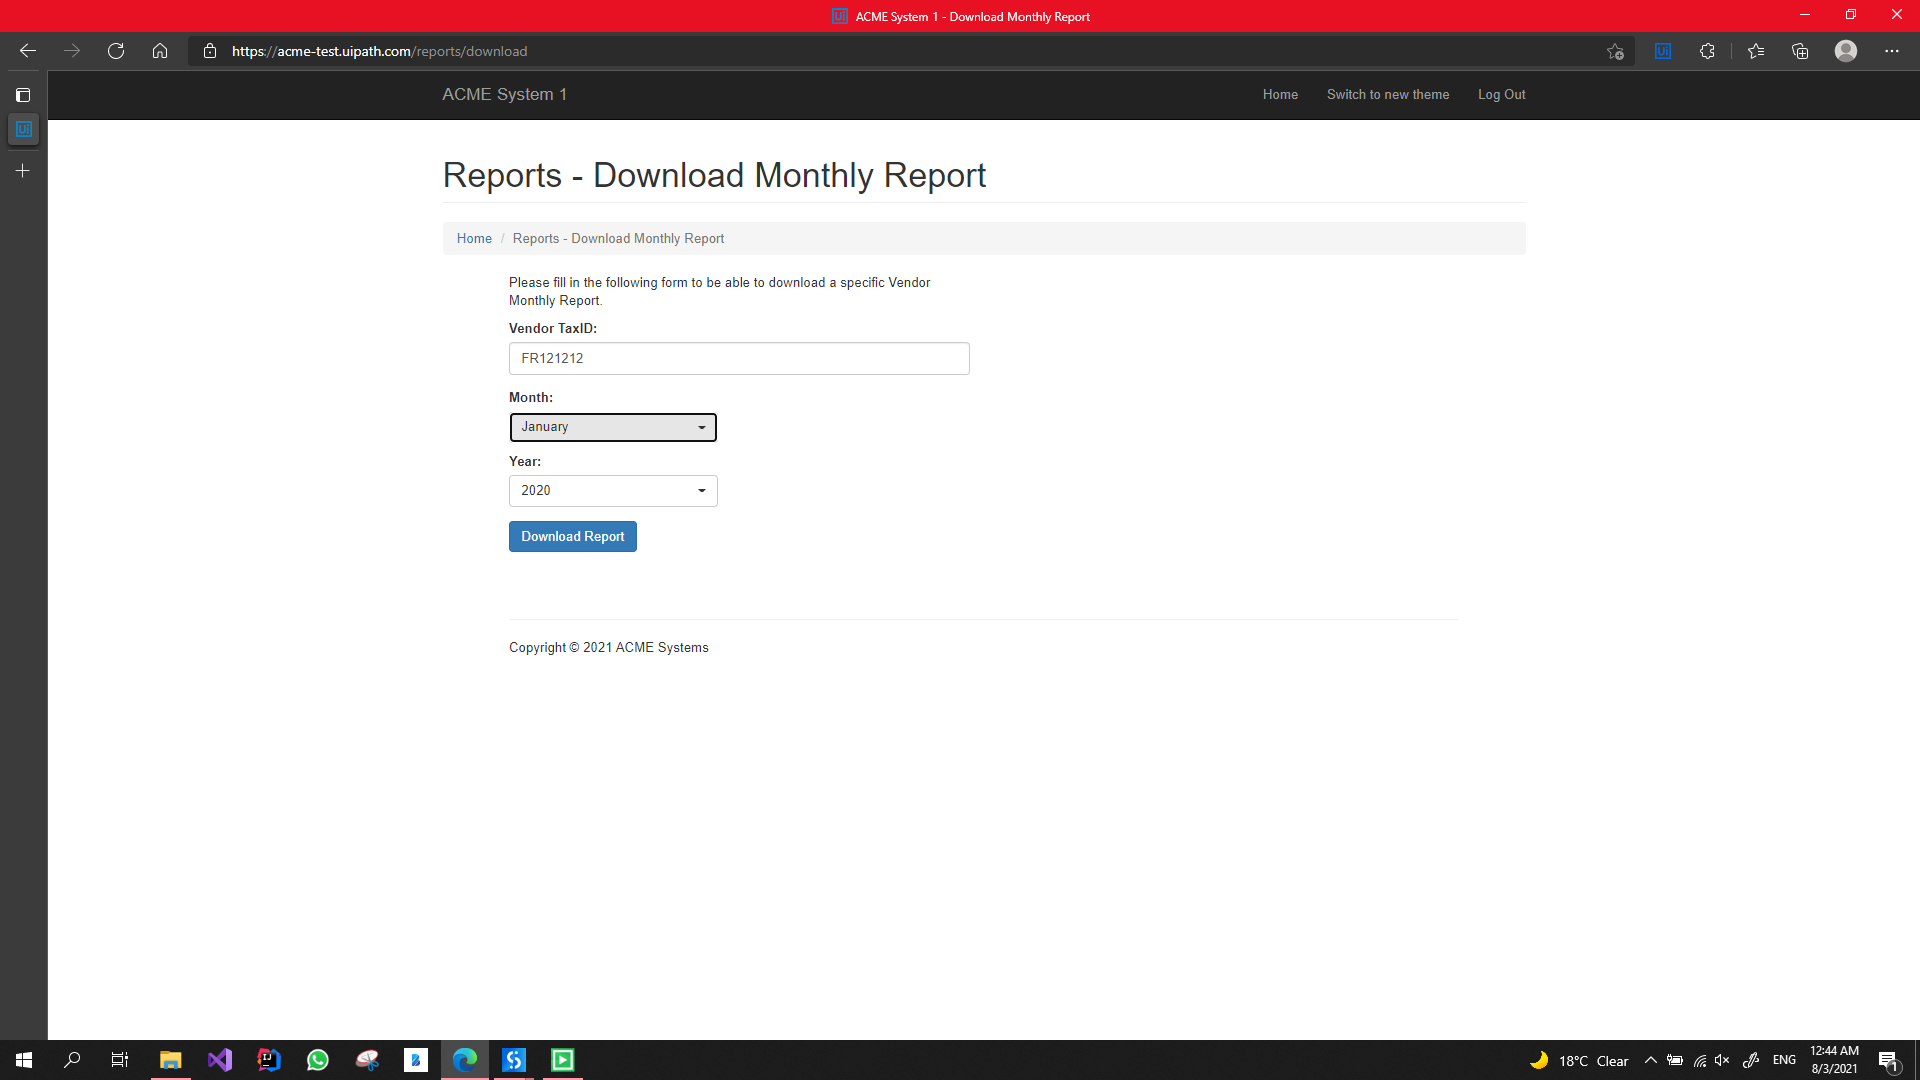 ACME System 1 - Download Monthly Report
https://acme-test.uipath.com/reports/download
ACME System 1
Home
Switch to new theme
Log Out
Reports - Download Monthly Report
Home / Reports - Download Monthly Report
Please fill in the following form to be able to download a specific Vendor
Monthly Report.
Vendor TaxID:
FR121212
Month:
January
Year:
2020
Download Report
Copyright © 2021 ACME Systems
18°C Clear
ENG
12:44 AM
8/3/2021
1